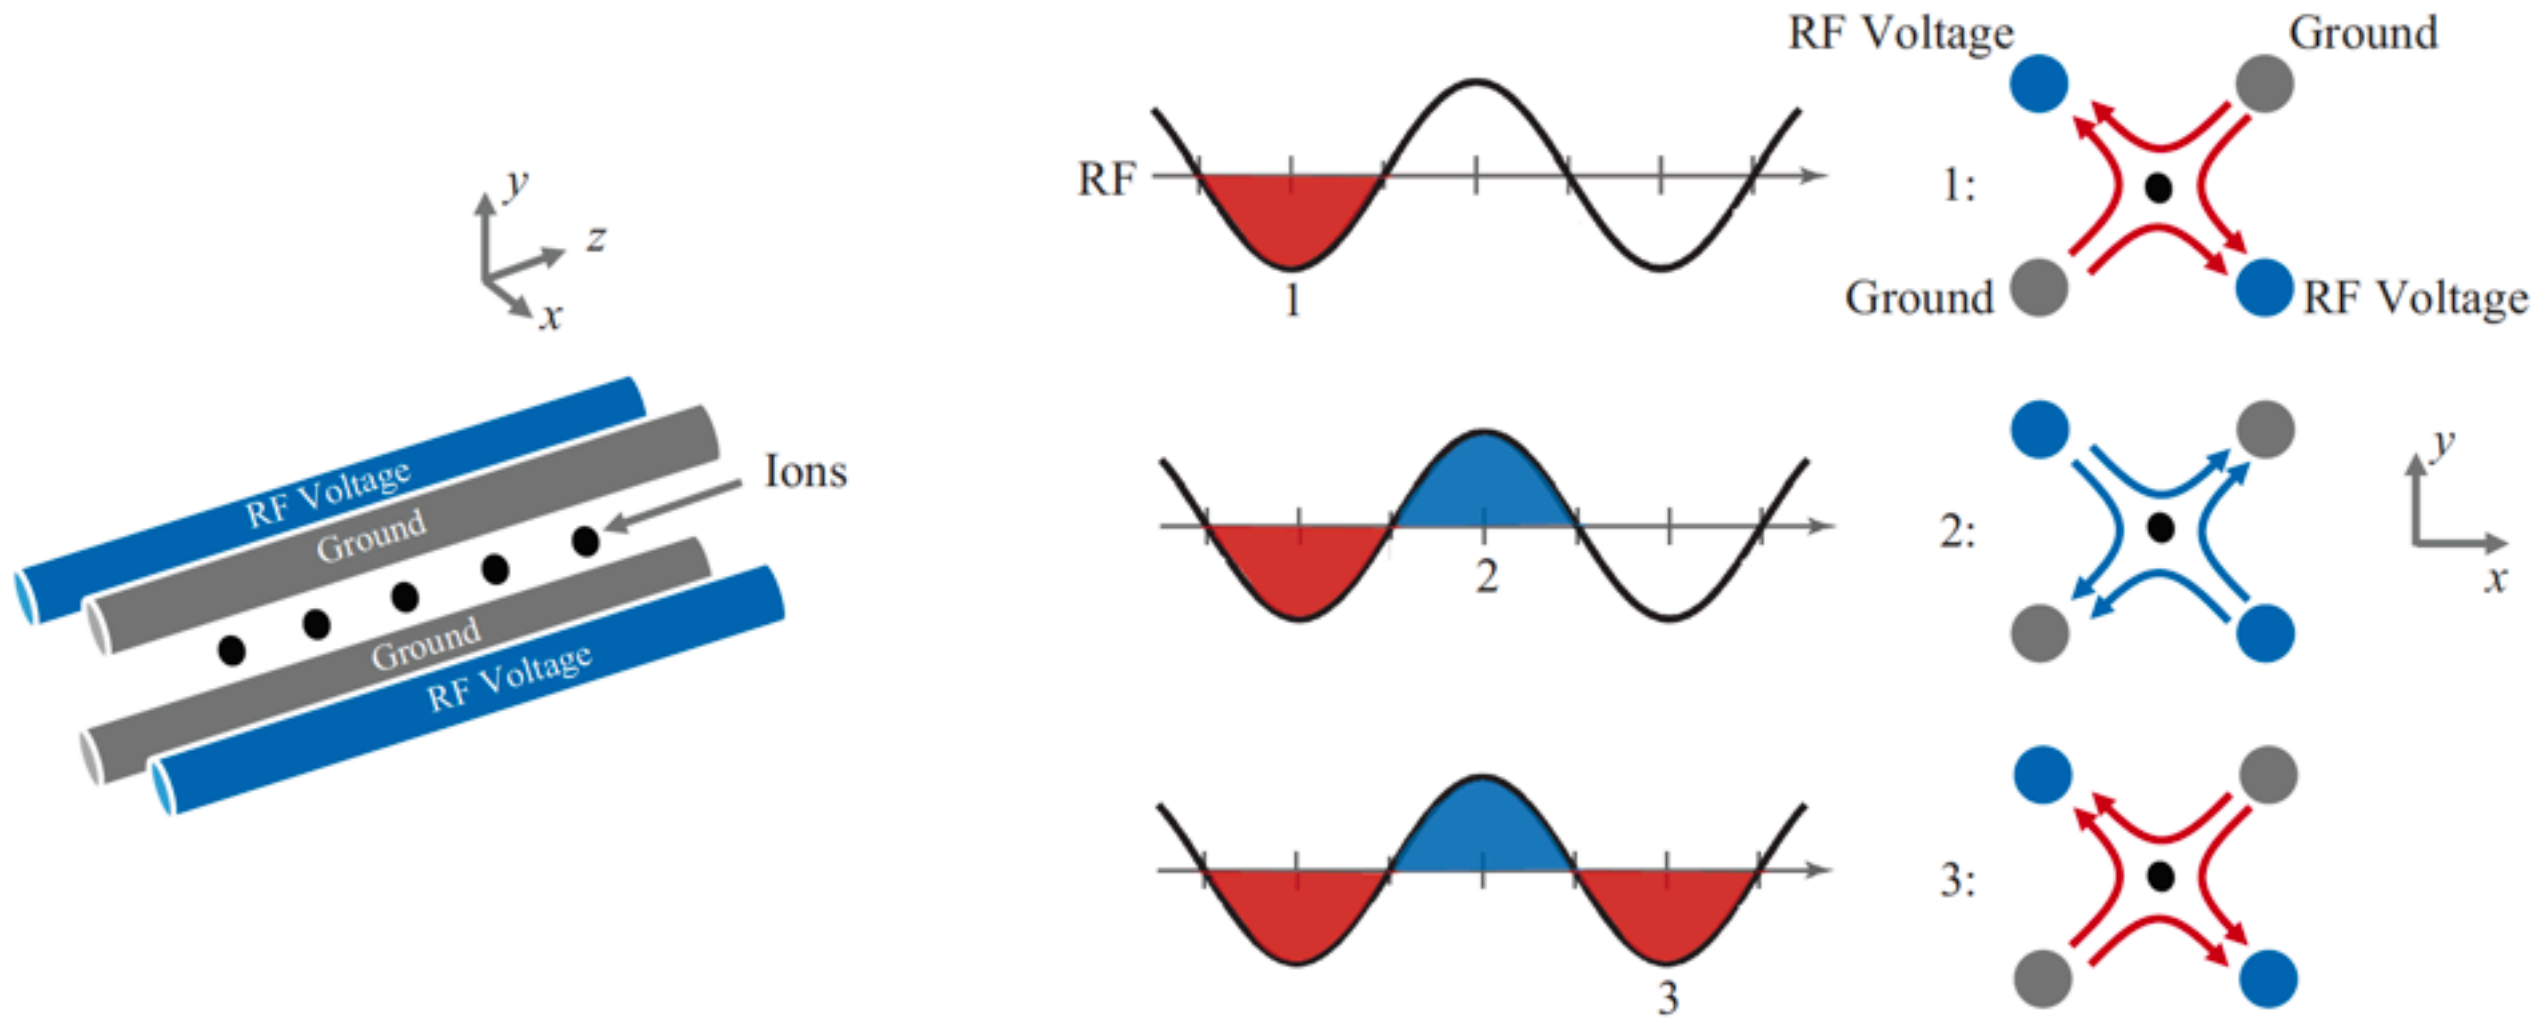 y
z
x
RF Voltage
Ground
Ions
Ground
RF Voltage
RF
1
RF Voltage
Ground
1:
Ground
RF Voltage
2
2:
y
x
3
3: